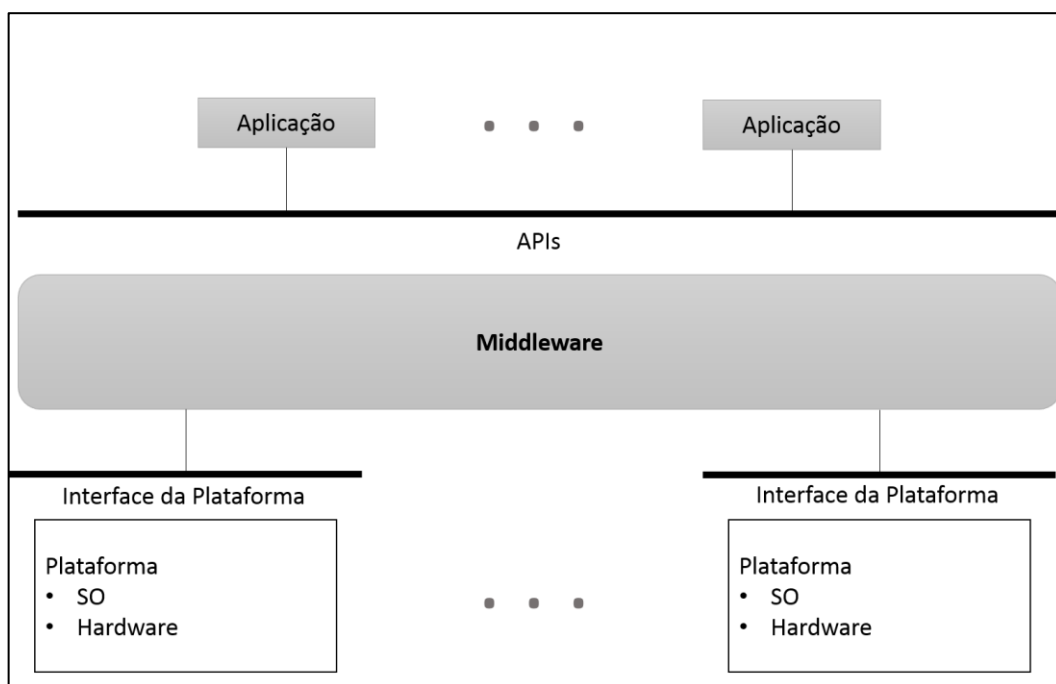 Aplicação
Aplicação
APIs
Middleware
Interface da Plataforma
Interface da Plataforma
Plataforma
• SO
• Hardware
Plataforma
• SO
• Hardware